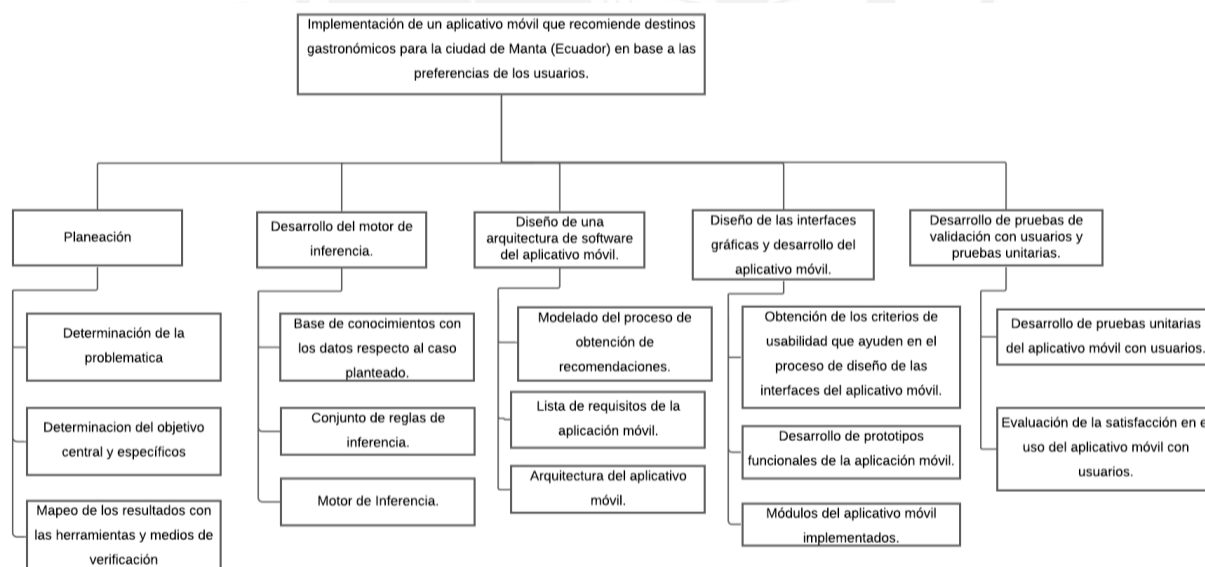 Implementación de un aplicativo móvil que recomiende destinos
gastronómicos para la ciudad de Manta (Ecuador) en base a las
preferencias de los usuarios.
Planeación
Determinación de la
problematica
Determinacion del objetivo
central y específicos
Mapeo de los resultados con
las herramientas y medios de
verificación
Desarrollo del motor de
inferencia.
Base de conocimientos con
los datos respecto al caso
planteado.
Conjunto de reglas de
inferencia.
Motor de Inferencia.
Diseño de una
arquitectura de software
del aplicativo móvil.
Modelado del proceso de
obtención de
recomendaciones.
Lista de requisitos de la
aplicación móvil.
Arquitectura del aplicativo
móvil.
Diseño de las interfaces
gráficas y desarrollo del
aplicativo móvil.
Obtención de los criterios de
usabilidad que ayuden en el
proceso de diseño de las
interfaces del aplicativo móvil.
Desarrollo de prototipos
funcionales de la aplicación móvil.
Módulos del aplicativo móvil
implementados.
Desarrollo de pruebas de
validación con usuarios y
pruebas unitarias.
Desarrollo de pruebas unitarias
del aplicativo móvil con usuarios.
Evaluación de la satisfacción en e
uso del aplicativo móvil con
usuarios.